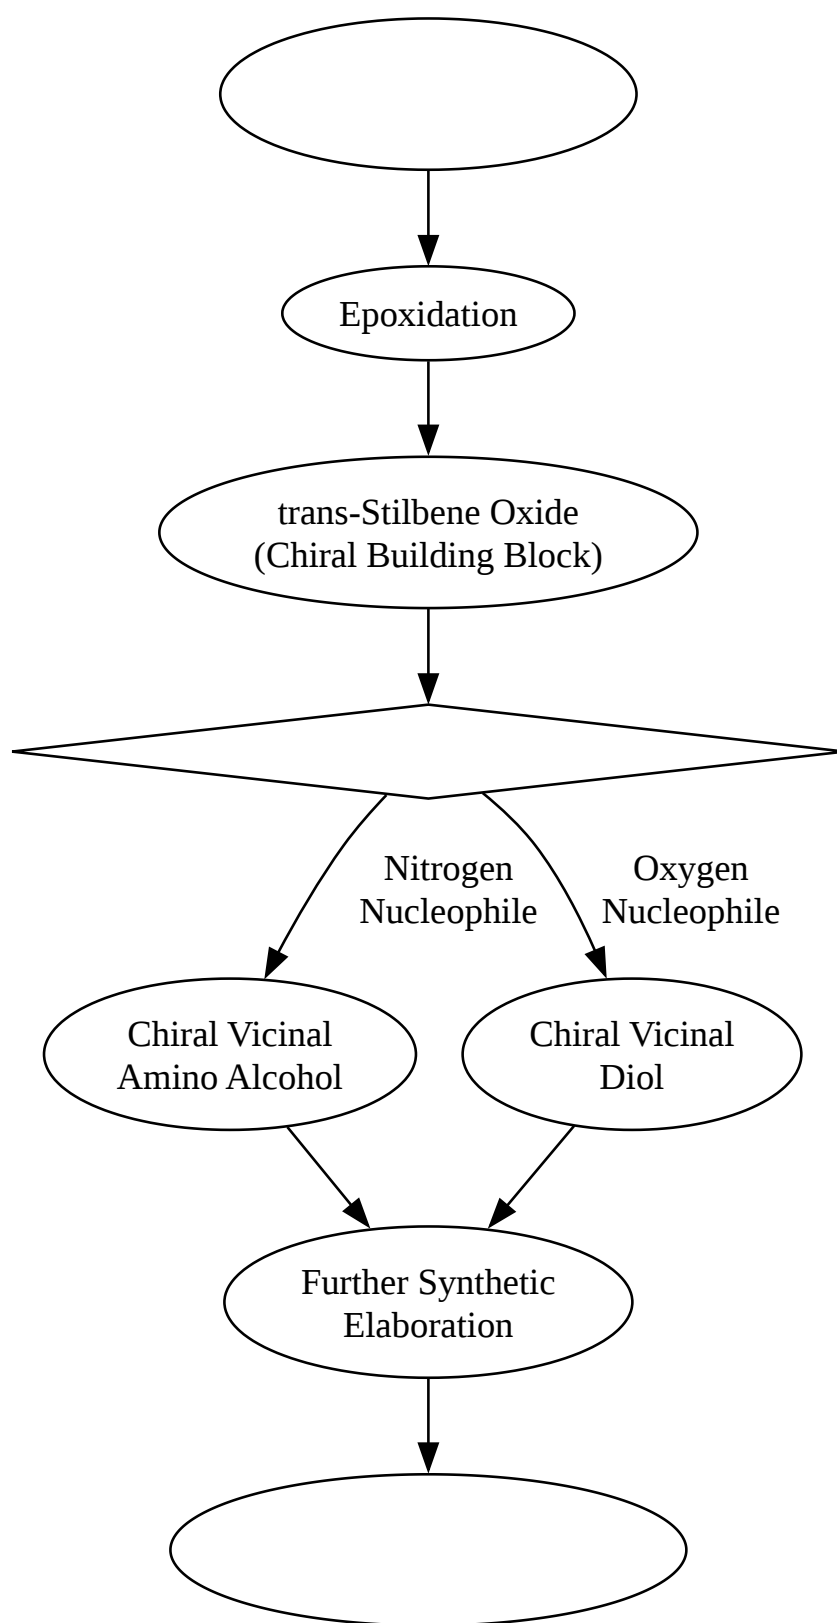 Epoxidation
trans-Stilbene Oxide
(Chiral Building Block)
Nitrogen
Nucleophile
Oxygen
Nucleophile
Chiral Vicinal
Amino Alcohol
Chiral Vicinal
Diol
Further Synthetic
Elaboration